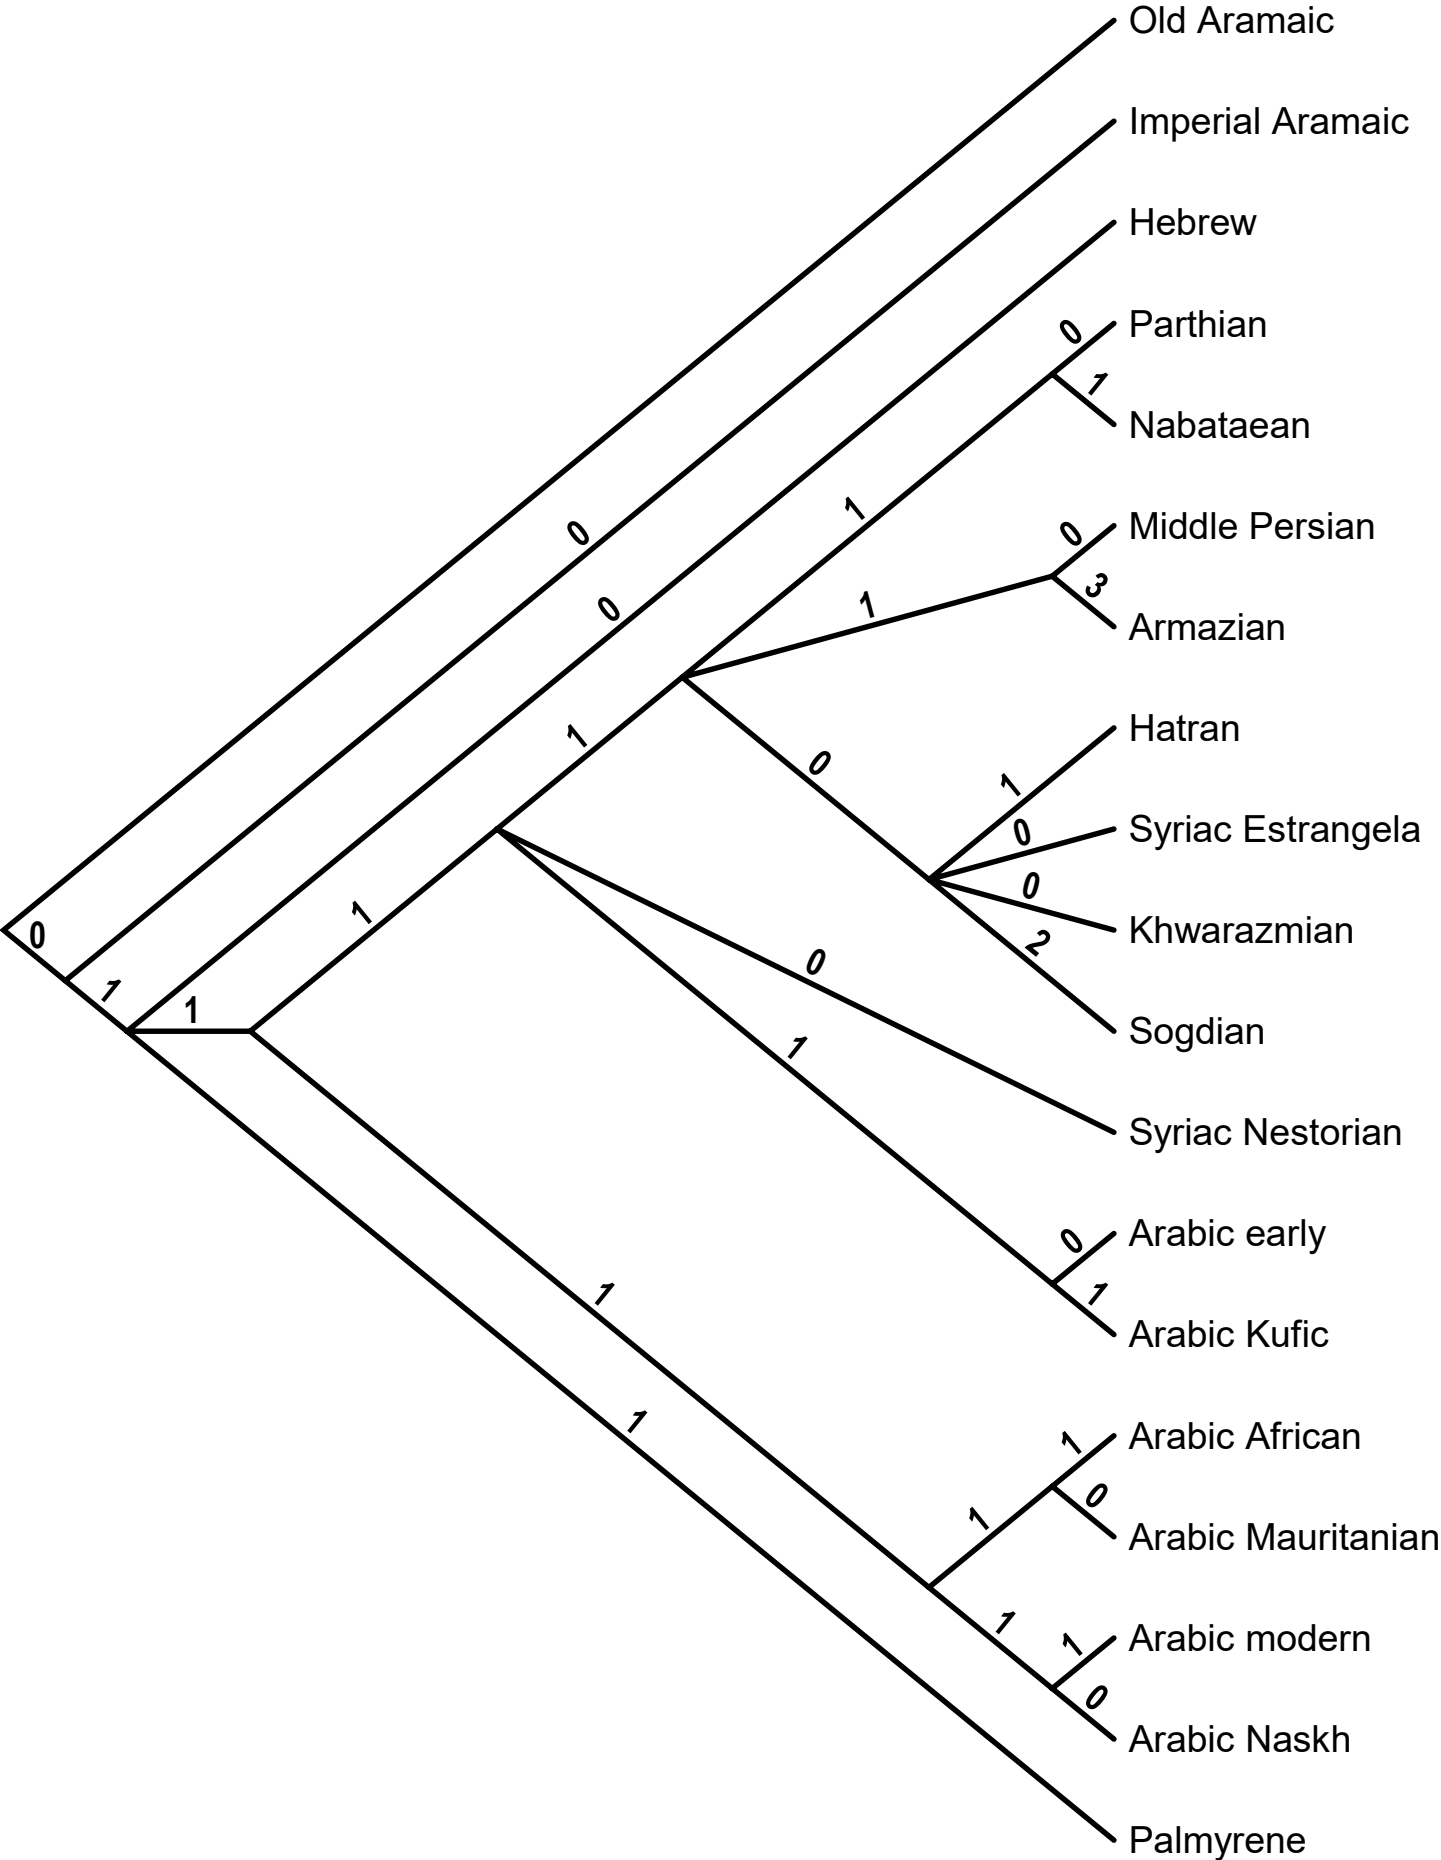 Old Aramaic
Imperial Aramaic
Hebrew
0
Parthian
1
Nabataean
1
0
Middle Persian
0
3
1
0
Armazian
1
0
Hatran
1
0
Syriac Estrangela
0
1
0
Khwarazmian
2
0
1
1
Sogdian
1
Syriac Nestorian
0
Arabic early
1
1
Arabic Kufic
1
1
Arabic African
0
1
Arabic Mauritanian
1
1
Arabic modern
0
Arabic Naskh
Palmyrene